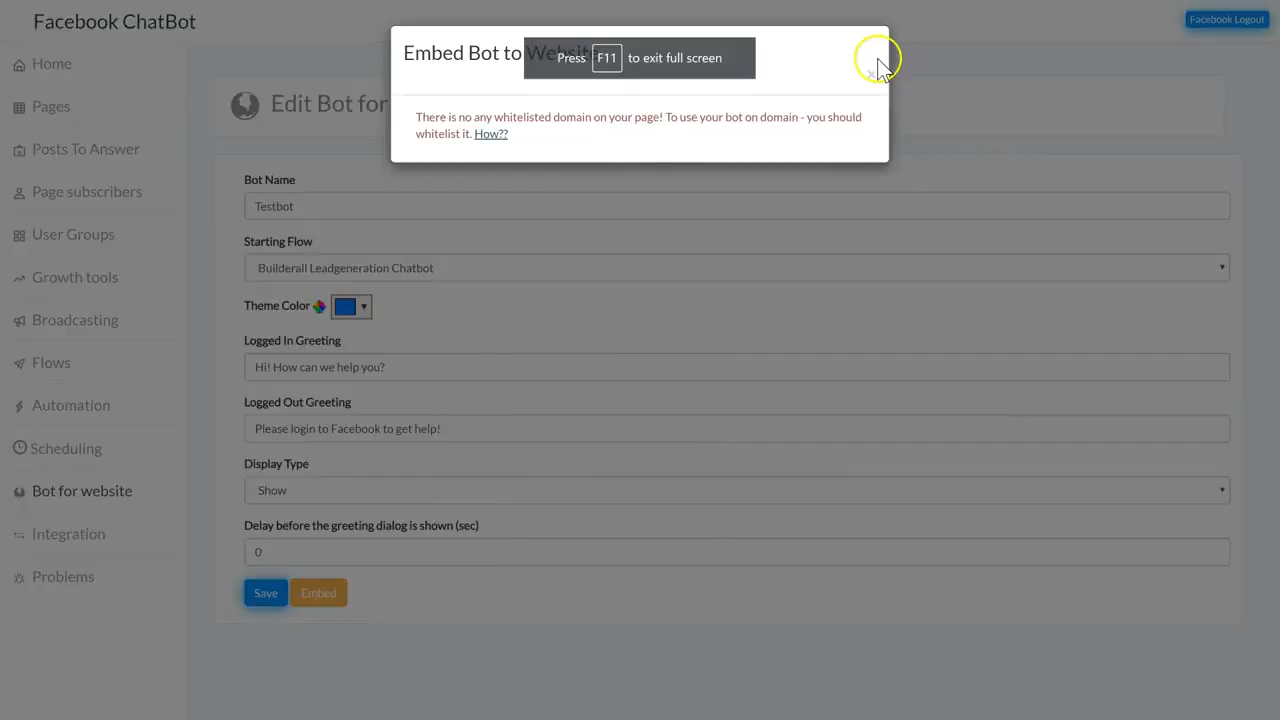 Facebook ChatBot
Facebook Logout
Home
Pages
Posts To Answer
Page subscribers
User Groups
Growth tools
Broadcasting
Flows
Automation
Scheduling
Bot for website
Integration
Problems
Embed Bot to Website
Press F11 to exit full screen
There is no any whitelisted domain on your page! To use your bot on domain - you should
whitelist it. How??
Edit Bot for
Bot Name
Testbot
Starting Flow
Builderall Leadgeneration Chatbot
Theme Color
Logged In Greeting
Hi! How can we help you?
Logged Out Greeting
Please login to Facebook to get help!
Display Type
Show
Delay before the greeting dialog is shown (sec)
0
Save
Embed